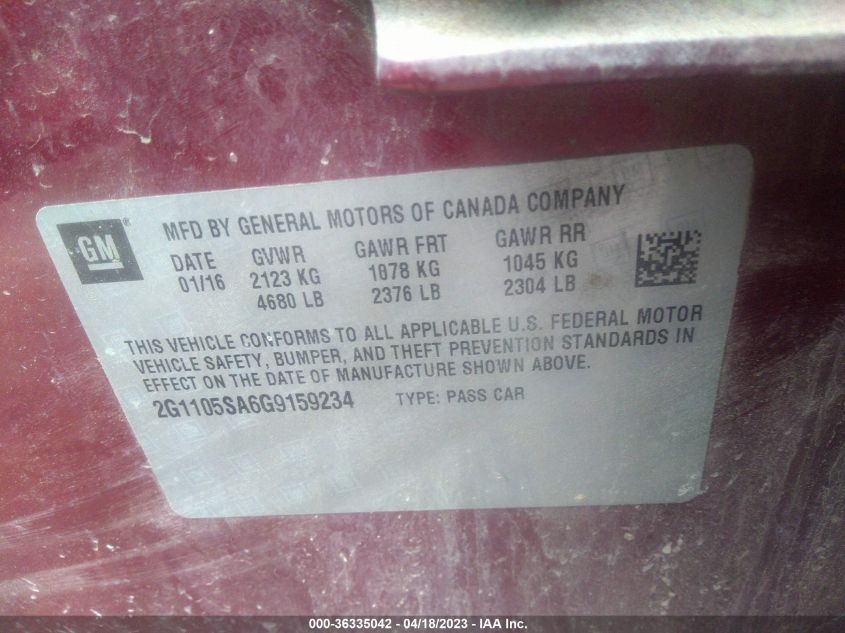 GM
®
MFD BY GENERAL MOTORS OF CANADA COMPANY
DATE GVWR GAWR FRT GAWR RR
01/16 2123 KG 1078 KG 1045 KG
4680 LB 2376 LB 2304 LB
THIS VEHICLE CONFORMS TO ALL APPLICABLE U.S. FEDERAL MOTOR
VEHICLE SAFETY, BUMPER, AND THEFT PREVENTION STANDARDS IN
EFFECT ON THE DATE OF MANUFACTURE SHOWN ABOVE.
2G1105SA6G9159234 TYPE: PASS CAR
000-36335042 - 04/18/2023 - IAA Inc.